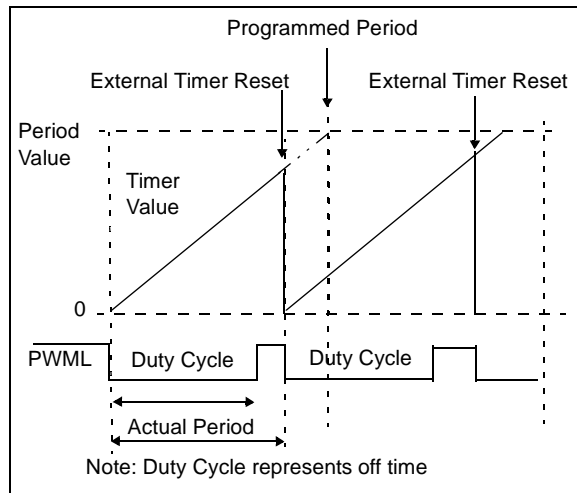 Programmed Period
External Timer Reset
External Timer Reset
Period
Value
Timer
Value
0
PWML
Duty Cycle
Duty Cycle
Actual Period
Note: Duty Cycle represents off time